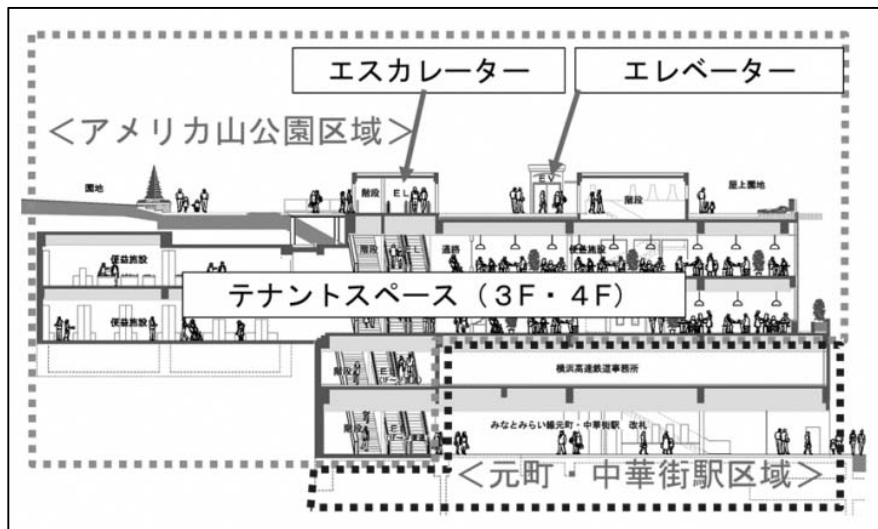 エスカレーター
エレベーター
＜アメリカ山公園区域＞
園地
階段 ＥＬ
ＥＶ
階段
屋上園地
階段
通路
便益施設
便益施設
テナントスペース（３Ｆ・４Ｆ）
便益施設
階段
横浜高速鉄道事務所
階段
みなとみらい線元町・中華街駅 改札
＜元町・中華街駅区域＞